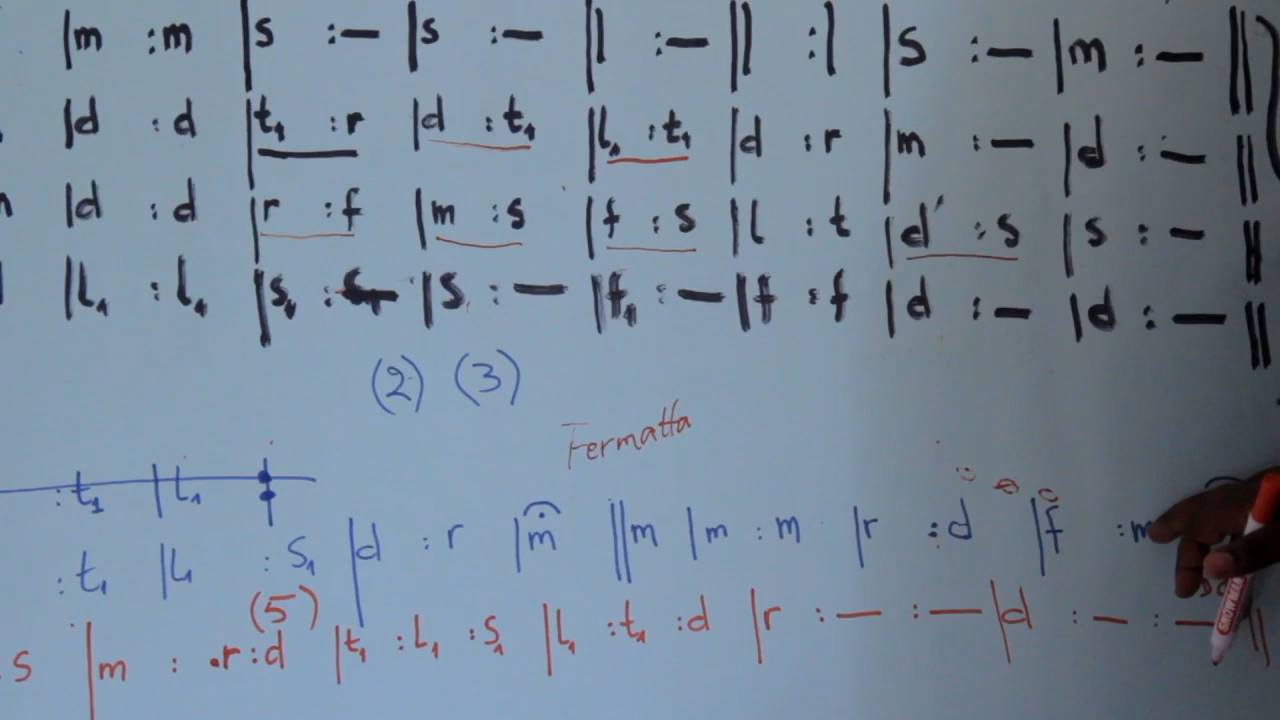 |m :m |s :— |s :— |l :— |l :l |s :— |m :— ||
|d :d |t₁ :r |d :t₁ |l₁ :t₁ |d :r |m :— |d :— ||
|d :d |r :f |m :s |f :s |l :t |d' :s |s :— ||
|l₁ :l₁ |s₁ |s :— |f₁ :— |f :f |d :— |d :— ||
(2) (3)
Fermatta
:t₁ |l₁ :
:t₁ |l₁ :s₁ |d :r |m ||m |m :m |r :d |f :m
(5)
s |m : .r:d |t₁ :l₁ :s₁ |l₁ :t₁ :d |r :— :— |d :— :— ||
SNOWMAN